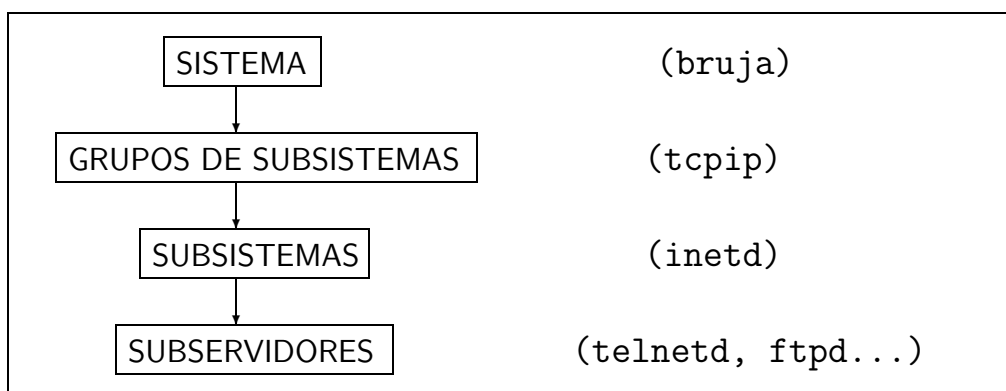 SISTEMA (bruja)
GRUPOS DE SUBSISTEMAS (tcpip)
SUBSISTEMAS (inetd)
SUBSERVIDORES (telnetd, ftpd...)